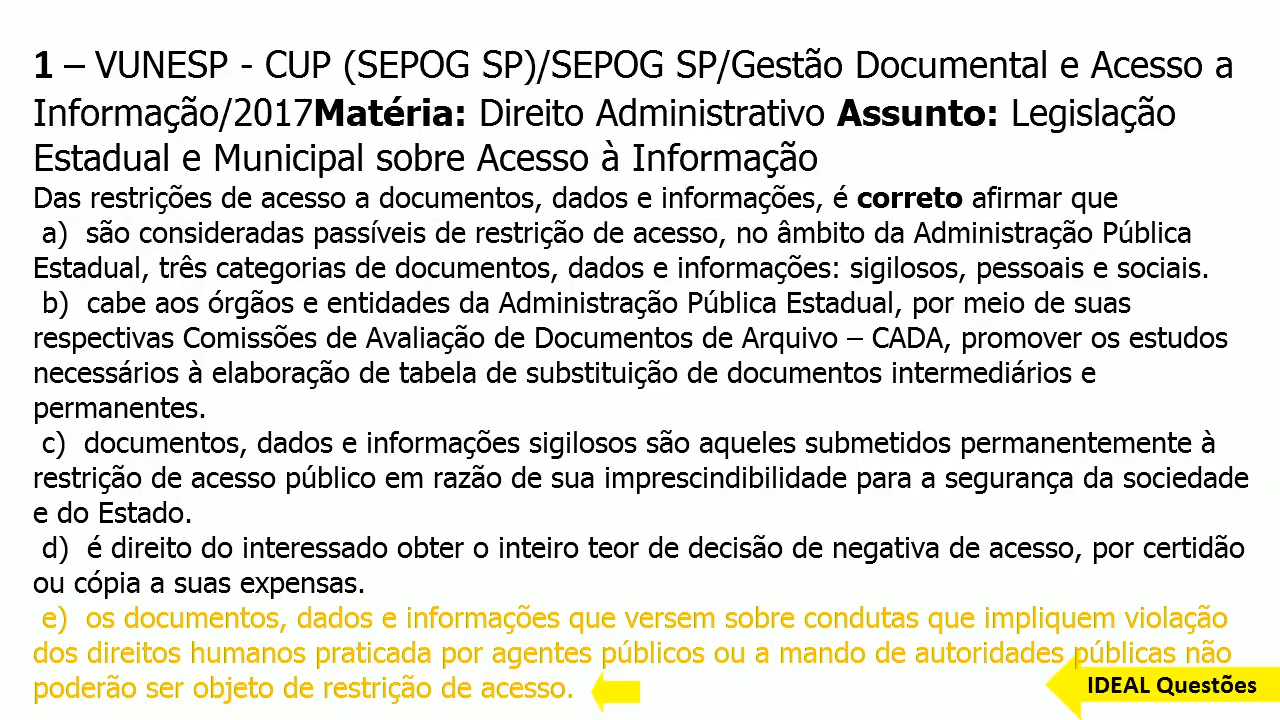 1 – VUNESP - CUP (SEPOG SP)/SEPOG SP/Gestão Documental e Acesso a
Informação/2017Matéria: Direito Administrativo Assunto: Legislação
Estadual e Municipal sobre Acesso à Informação
Das restrições de acesso a documentos, dados e informações, é correto afirmar que
a) são consideradas passíveis de restrição de acesso, no âmbito da Administração Pública
Estadual, três categorias de documentos, dados e informações: sigilosos, pessoais e sociais.
b) cabe aos órgãos e entidades da Administração Pública Estadual, por meio de suas
respectivas Comissões de Avaliação de Documentos de Arquivo – CADA, promover os estudos
necessários à elaboração de tabela de substituição de documentos intermediários e
permanentes.
c) documentos, dados e informações sigilosos são aqueles submetidos permanentemente à
restrição de acesso público em razão de sua imprescindibilidade para a segurança da sociedade
e do Estado.
d) é direito do interessado obter o inteiro teor de decisão de negativa de acesso, por certidão
ou cópia a suas expensas.
e) os documentos, dados e informações que versem sobre condutas que impliquem violação
dos direitos humanos praticada por agentes públicos ou a mando de autoridades públicas não
poderão ser objeto de restrição de acesso.
IDEAL Questões